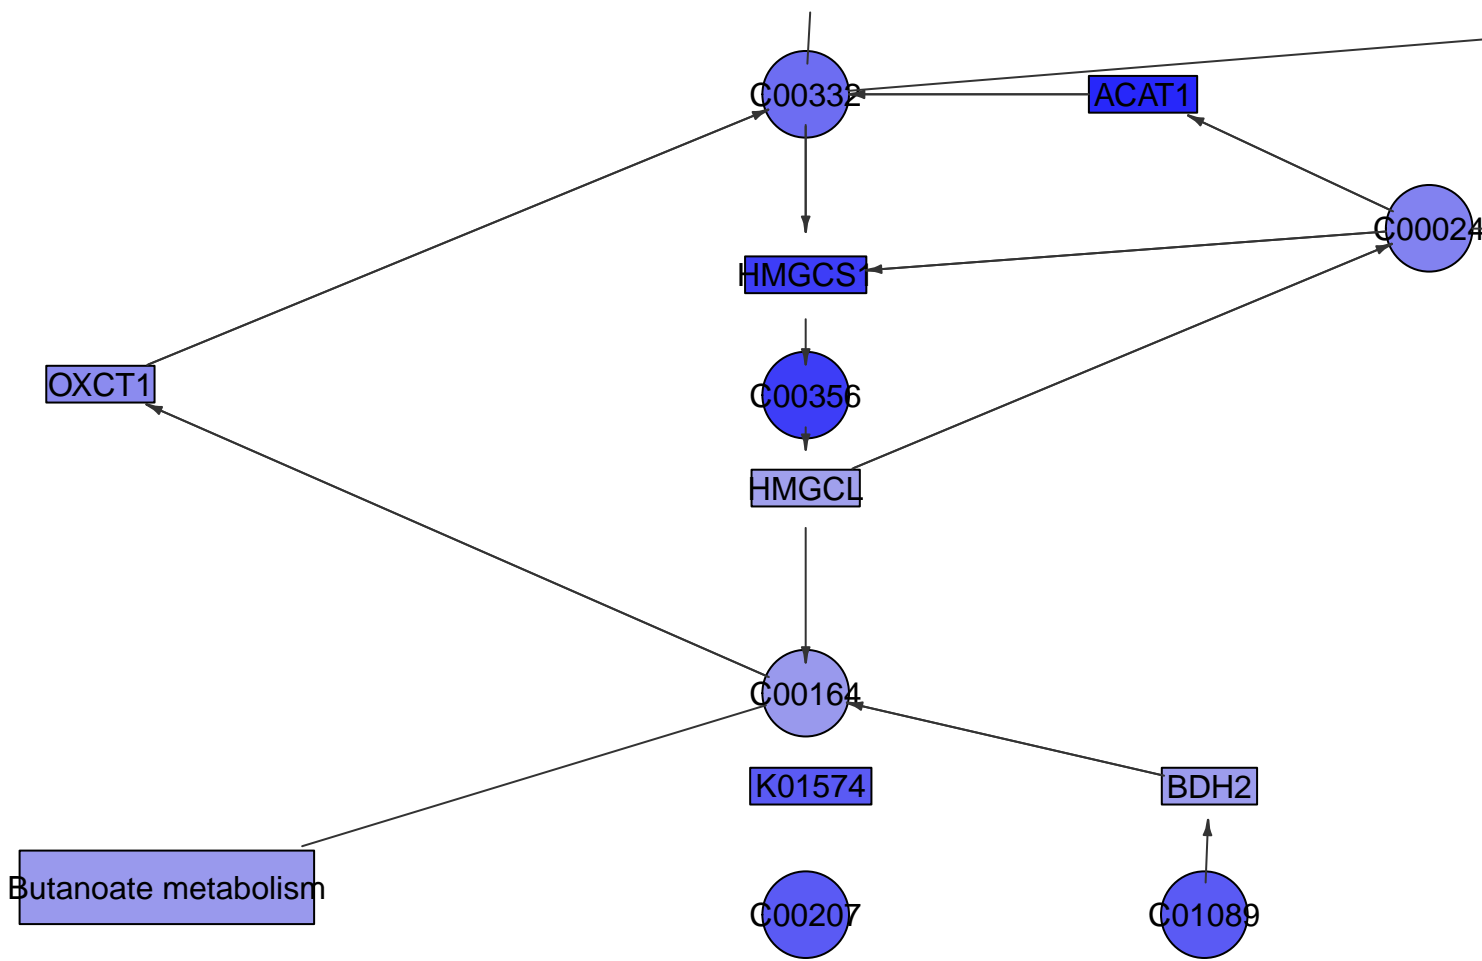 C00332
ACAT1
C00024
HMGCS1
OXCT1
C00356
HMGCL
C00164
K01574
BDH2
Butanoate metabolism
C00207
C01089